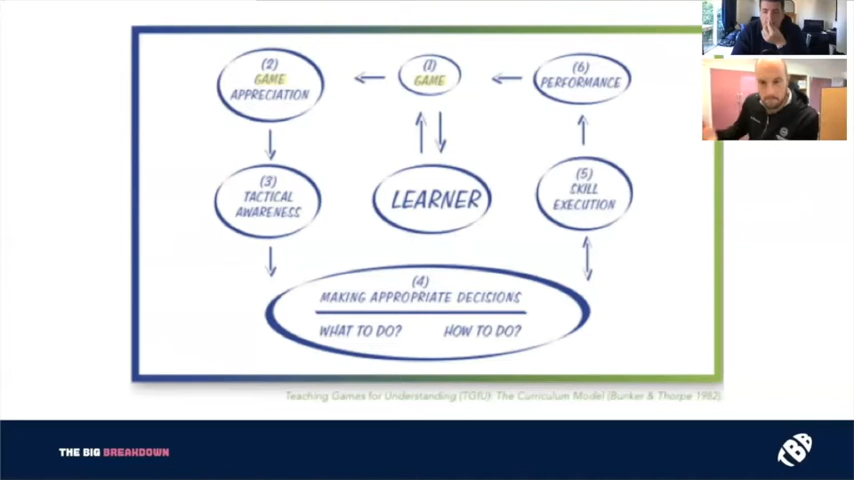 (2)
GAME
APPRECIATION
(1)
GAME
(6)
PERFORMANCE
(3)
TACTICAL
AWARENESS
LEARNER
(5)
SKILL
EXECUTION
(4)
MAKING APPROPRIATE DECISIONS
WHAT TO DO?
HOW TO DO?
Teaching Games for Understanding (TGfU): The Curriculum Model (Bunker & Thorpe 1982)
THE BIG BREAKDOWN
TBB